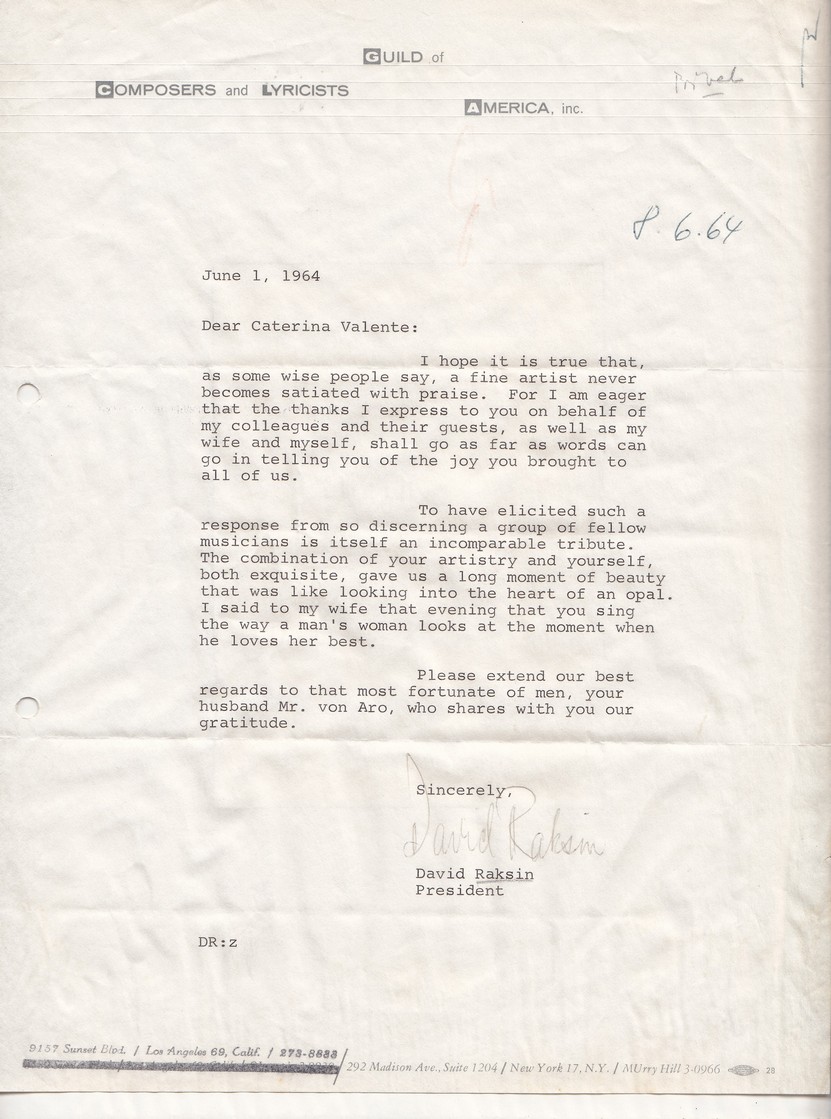 GUILD of
COMPOSERS and LYRICISTS
AMERICA, inc.
8.6.64
June 1, 1964
Dear Caterina Valente:
I hope it is true that,
as some wise people say, a fine artist never
becomes satiated with praise. For I am eager
that the thanks I express to you on behalf of
my colleagues and their guests, as well as my
wife and myself, shall go as far as words can
go in telling you of the joy you brought to
all of us.
To have elicited such a
response from so discerning a group of fellow
musicians is itself an incomparable tribute.
The combination of your artistry and yourself,
both exquisite, gave us a long moment of beauty
that was like looking into the heart of an opal.
I said to my wife that evening that you sing
the way a man's woman looks at the moment when
he loves her best.
Please extend our best
regards to that most fortunate of men, your
husband Mr. von Aro, who shares with you our
gratitude.
Sincerely,
David Raksin
David Raksin
President
DR:z
9157 Sunset Blvd. / Los Angeles 69, Calif. / 273-8833 /
292 Madison Ave., Suite 1204 / New York 17, N.Y. / MUrry Hill 3-0966 20